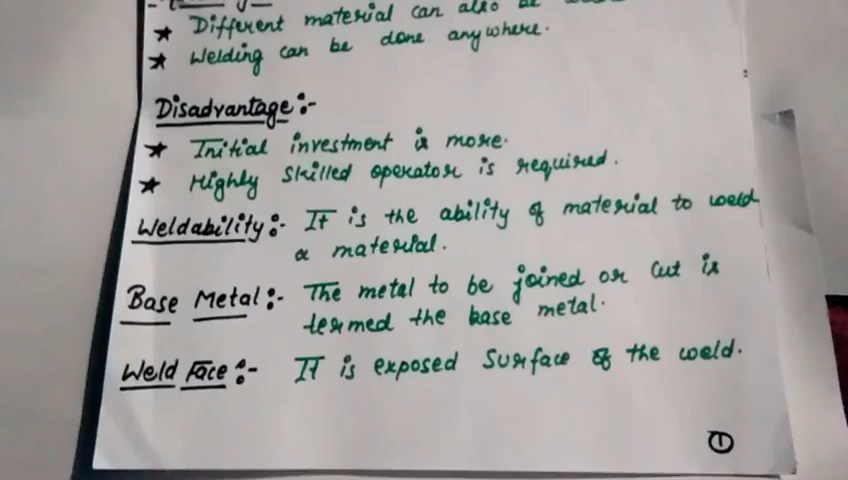 ★ Different material can also be
★ Welding can be done anywhere.
Disadvantage :-
★ Initial investment is more.
★ Highly skilled operator is required.
Weldability :- It is the ability of material to weld
a material.
Base Metal :- The metal to be joined or cut is
termed the base metal.
Weld Face :- It is exposed surface of the weld.
1